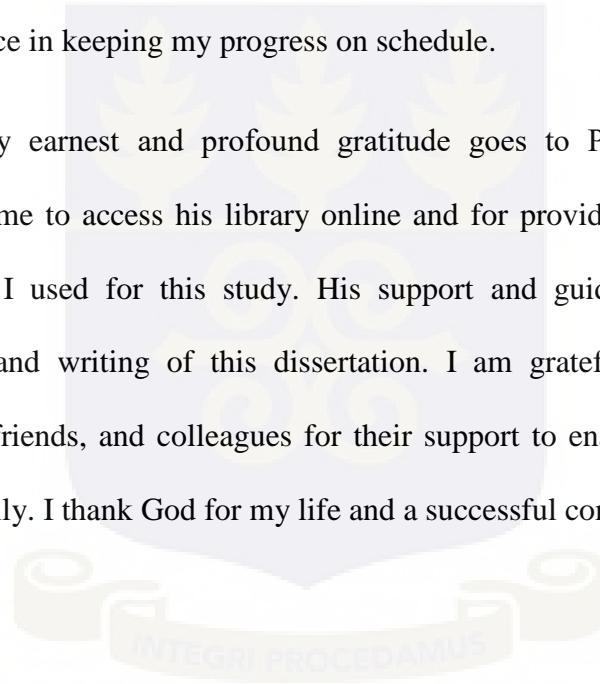 ce in keeping my progress on schedule.
y earnest and profound gratitude goes to P
me to access his library online and for provid
I used for this study. His support and guid
and writing of this dissertation. I am gratef
friends, and colleagues for their support to en
lly. I thank God for my life and a successful co
INTEGRI PROCEDAMUS